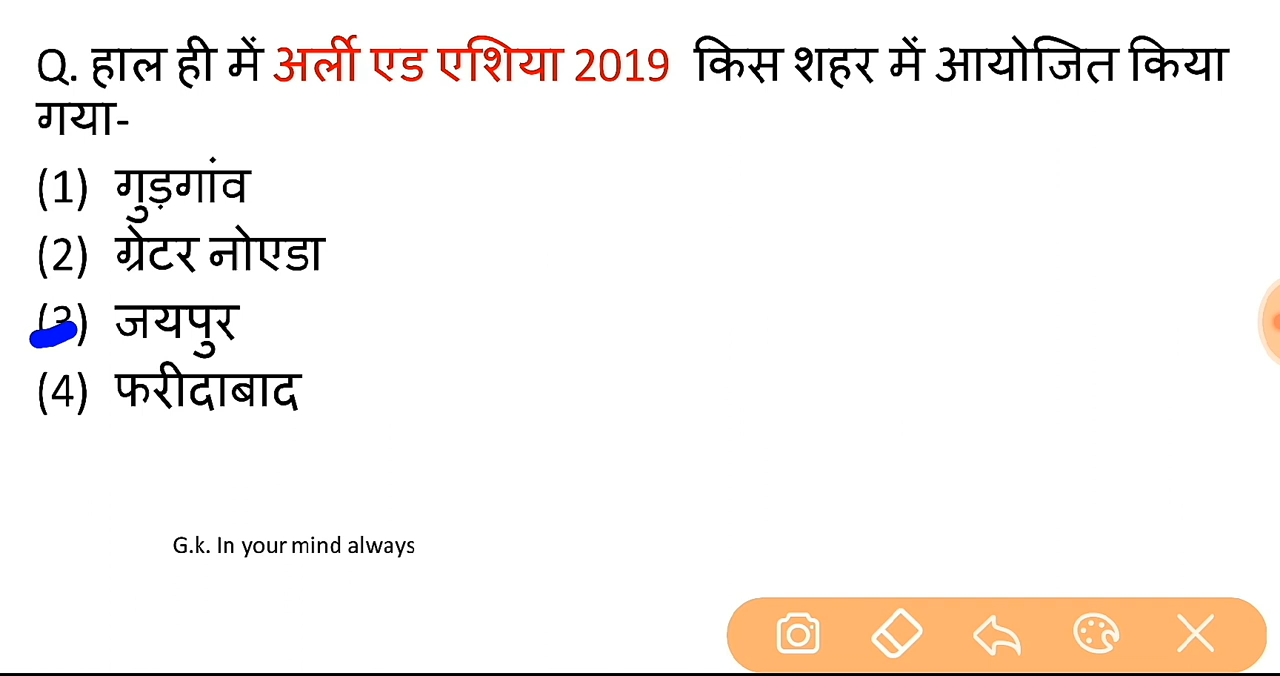 Q. हाल ही में अर्ली एड एशिया 2019 किस शहर में आयोजित किया
गया-
(1) गुड़गांव
(2) ग्रेटर नोएडा
(3) जयपुर
(4) फरीदाबाद
G.k. In your mind always